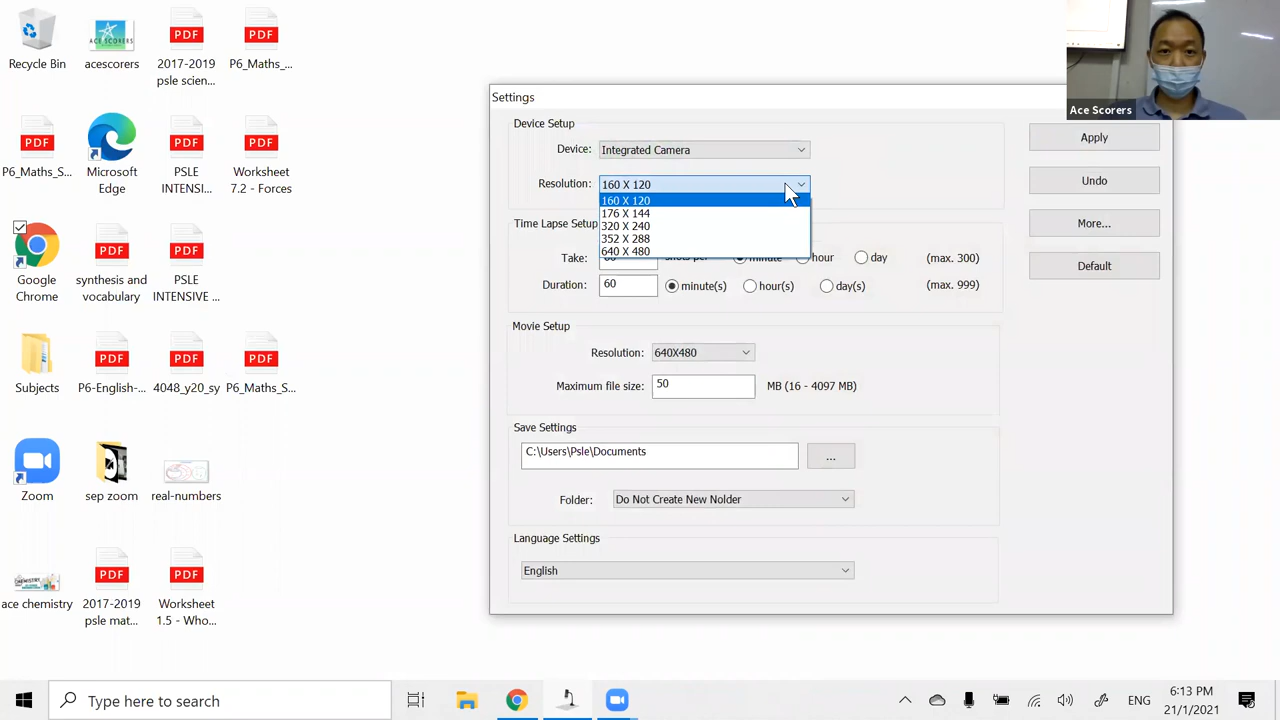 Recycle Bin
acescorers
ACE SCORERS
PDF
2017-2019
psle scien...
PDF
P6_Maths_...
PDF
P6_Maths_S...
Microsoft
Edge
PDF
PSLE
INTENSI...
PDF
Worksheet
7.2 - Forces
Google
Chrome
PDF
synthesis and
vocabulary
PDF
PSLE
INTENSIVE ...
Subjects
PDF
P6-English-...
PDF
4048_y20_sy
PDF
P6_Maths_S...
Zoom
sep zoom
real-numbers
CHEMISTRY
ace chemistry
PDF
2017-2019
psle mat...
PDF
Worksheet
1.5 - Who...
Ace Scorers
Settings
Device Setup
Device:
Integrated Camera
Resolution:
160 X 120
160 X 120
176 X 144
320 X 240
352 X 288
640 X 480
Time Lapse Setup
Take:
shots per
minute
hour
day
(max. 300)
Duration:
60
minute(s)
hour(s)
day(s)
(max. 999)
Movie Setup
Resolution:
640X480
Maximum file size:
50
MB (16 - 4097 MB)
Save Settings
C:\Users\Psle\Documents
...
Folder:
Do Not Create New Nolder
Language Settings
English
Apply
Undo
More...
Default
Type here to search
ENG
6:13 PM
21/1/2021